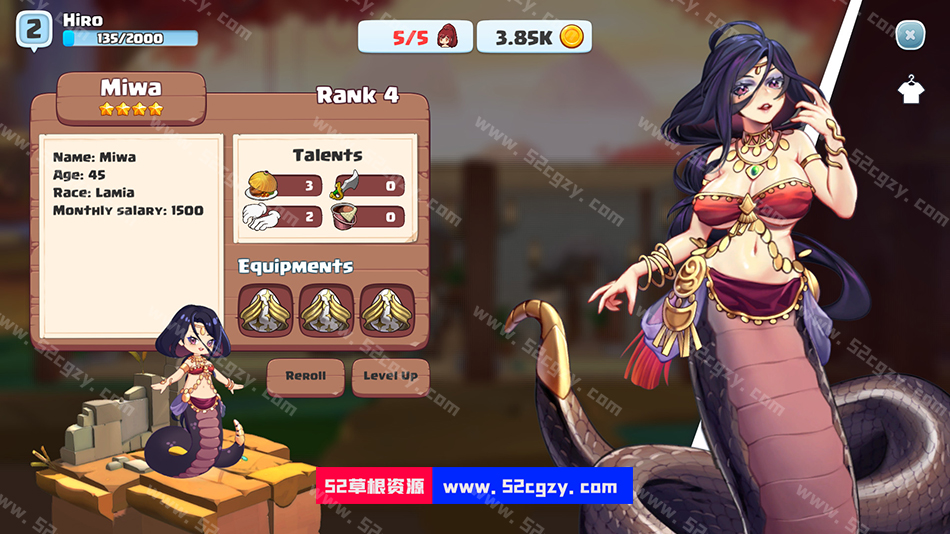 2
Hiro
135/2000
5/5
3.85K
Miwa
Rank 4
Name: Miwa
Age: 45
Race: Lamia
Monthly salary: 1500
Talents
3
0
2
0
Equipments
Reroll
Level Up
52草根资源
www.52cgzy.com